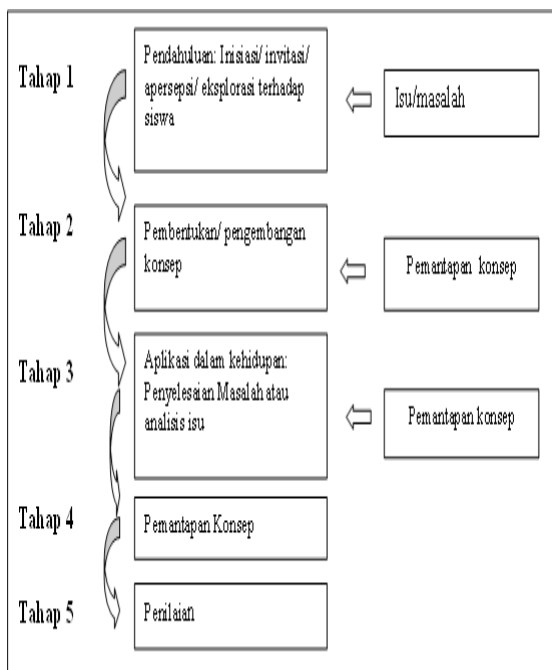 Tahap 1
Pendahuluan: Inisiasi/ invitasi/
apersepsi/ eksplorasi terhadap
siswa
Isu/masalah
Tahap 2
Pembentukan/ pengembangan
konsep
Pemantapan konsep
Tahap 3
Aplikasi dalam kehidupan:
Penyelesaian Masalah atau
analisis isu
Pemantapan konsep
Tahap 4
Pemantapan Konsep
Tahap 5
Penilaian